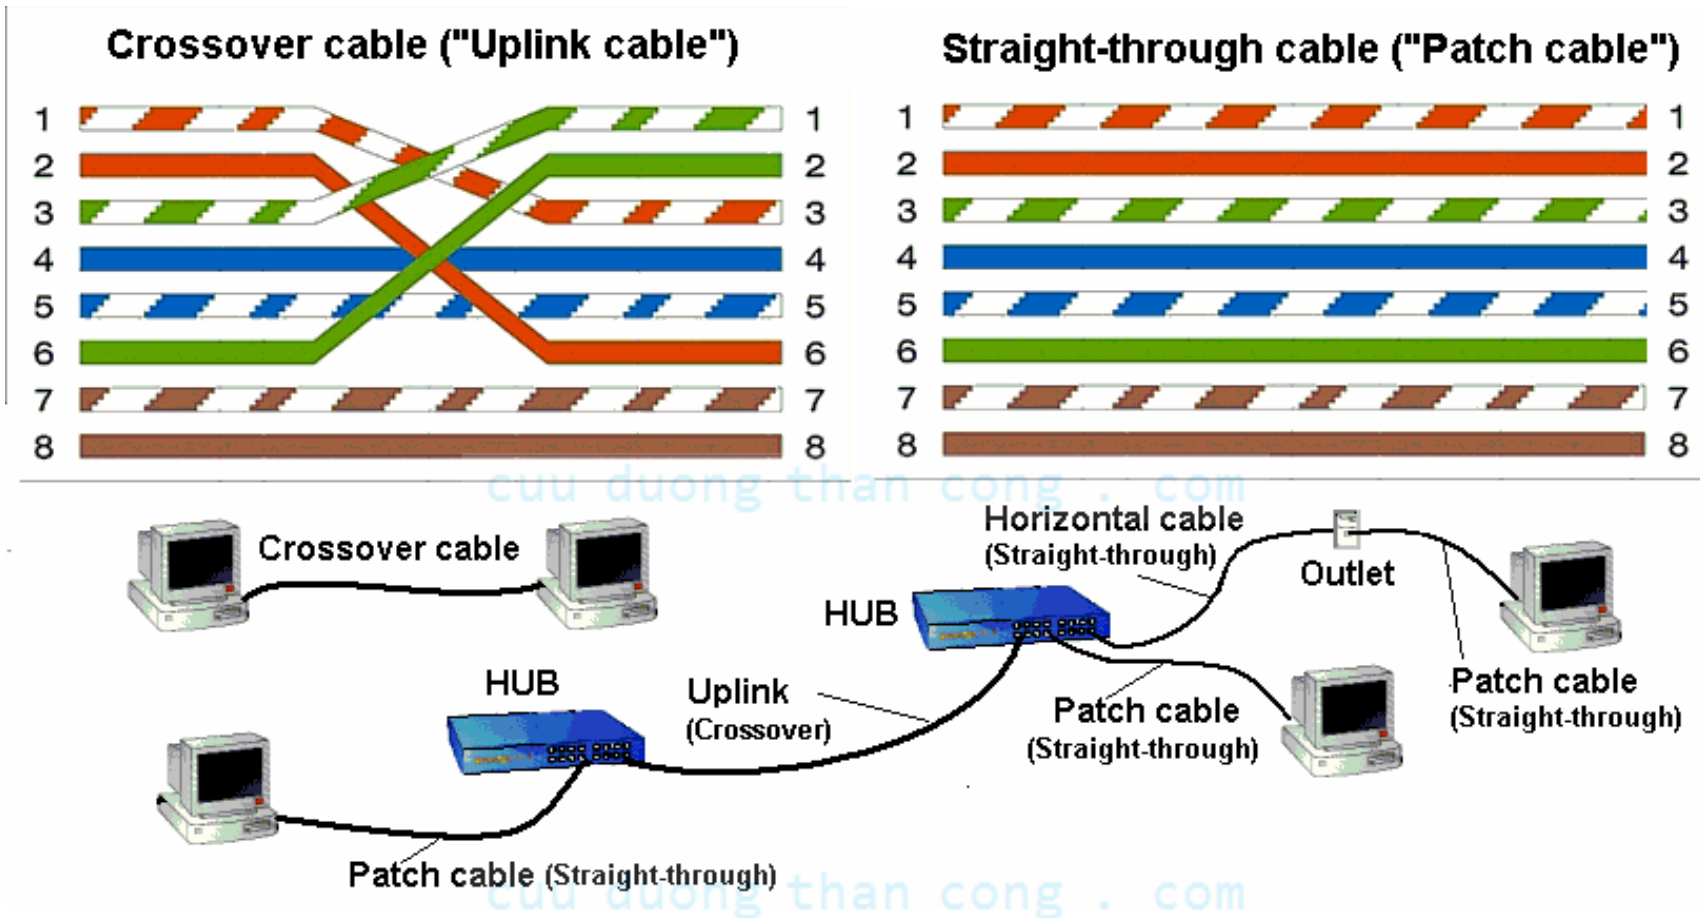 Crossover cable ("Uplink cable")
1 1
2 2
3 3
4 4
5 5
6 6
7 7
8 8
Straight-through cable ("Patch cable")
1 1
2 2
3 3
4 4
5 5
6 6
7 7
8 8
cuu duong than cong . com
Crossover cable
Horizontal cable
(Straight-through)
Outlet
HUB
HUB
Uplink
(Crossover)
Patch cable
(Straight-through)
Patch cable
(Straight-through)
Patch cable (Straight-through)
cuu duong than cong . com